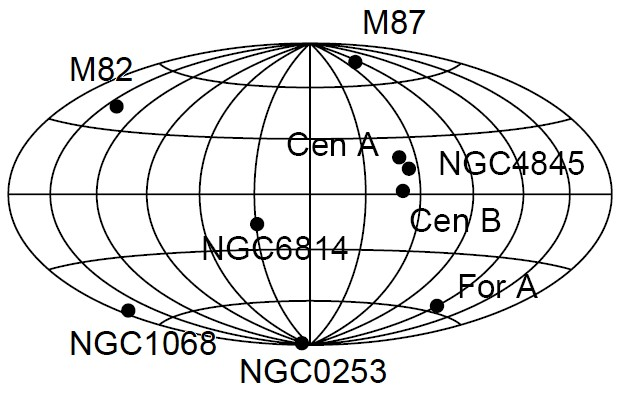 M87
M82
Cen A
NGC4845
Cen B
NGC6814
For A
NGC1068
NGC0253